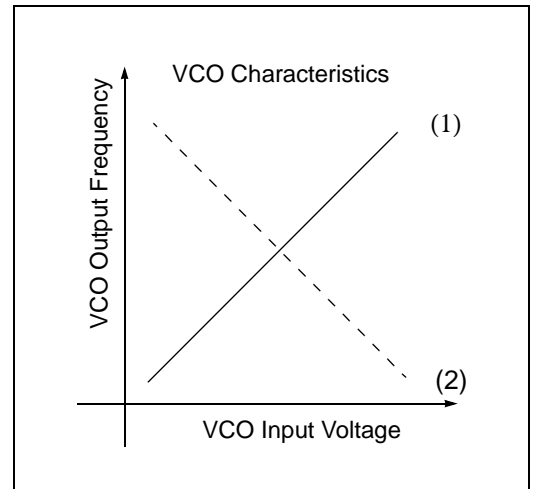 VCO Characteristics
(1)
VCO Output Frequency
(2)
VCO Input Voltage